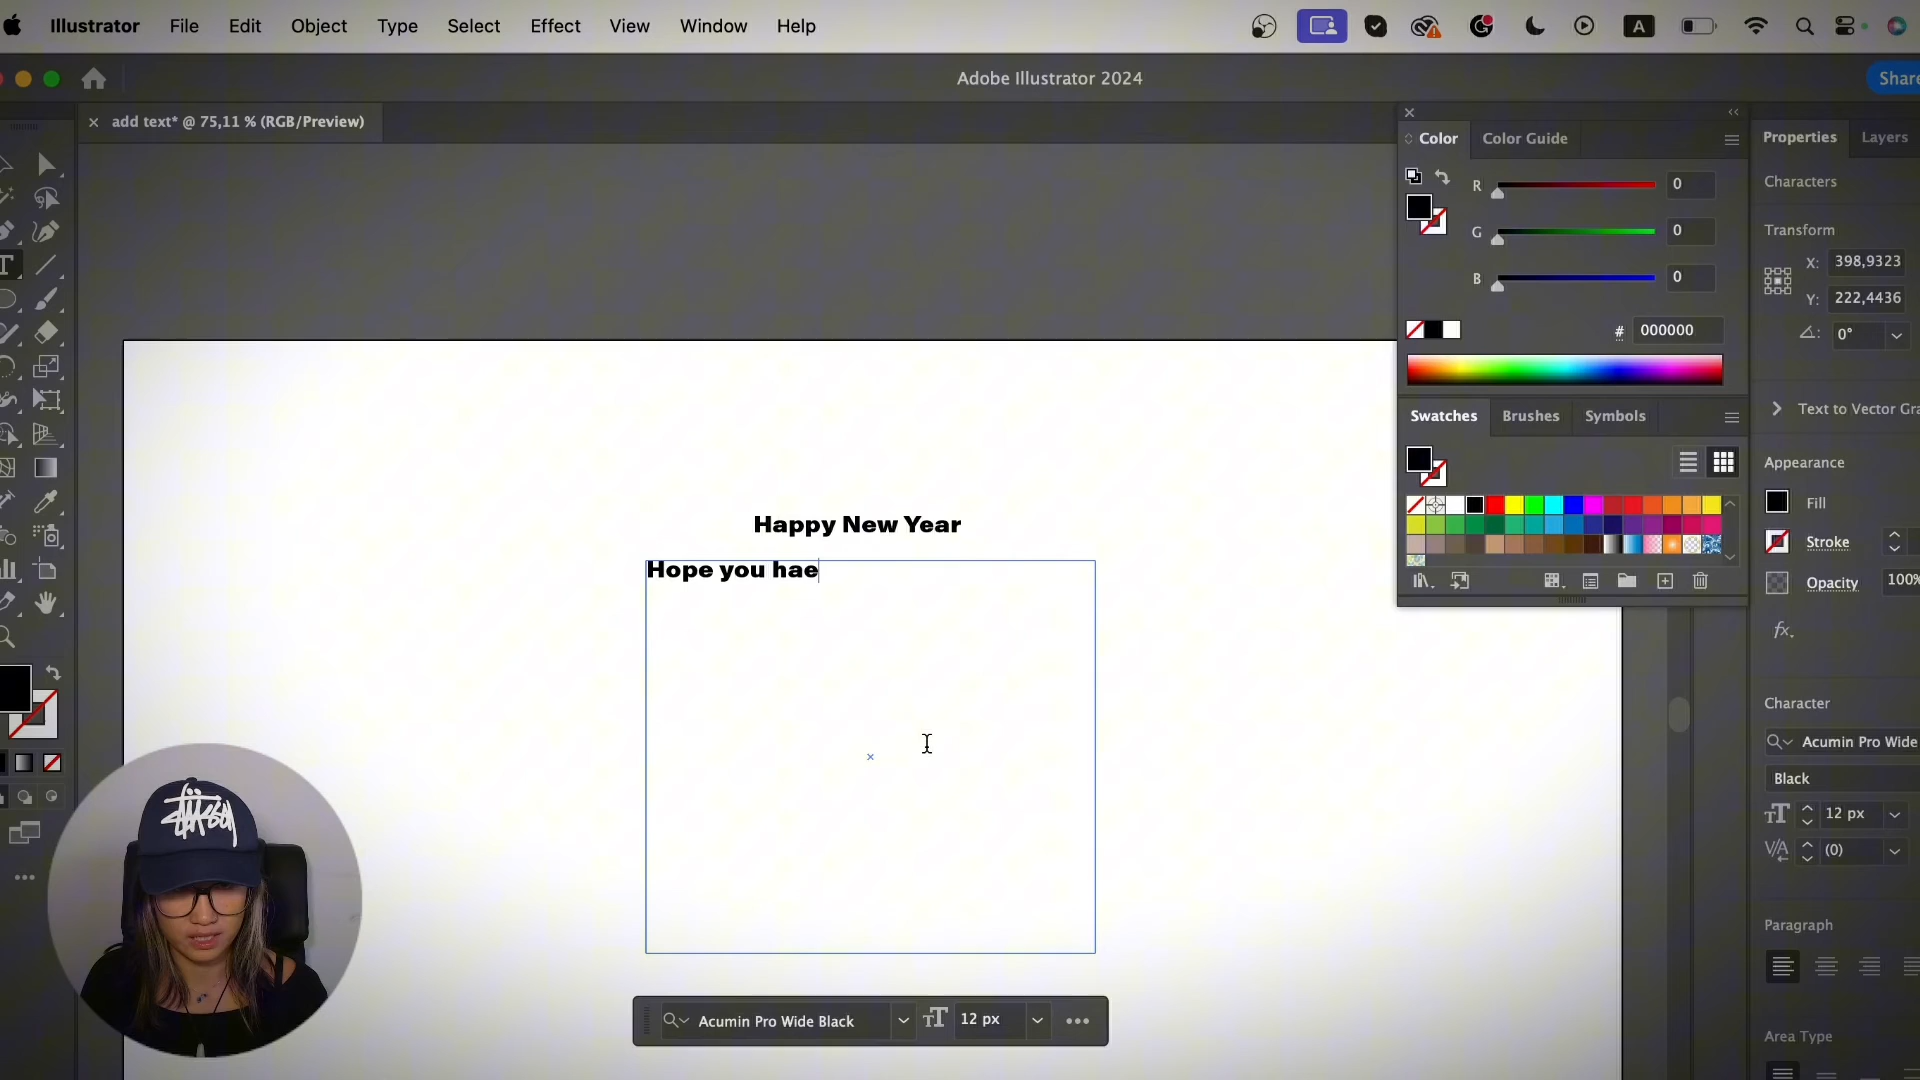 Illustrator File Edit Object Type Select Effect View Window Help
A
Adobe Illustrator 2024
Share
add text* @ 75,11 % (RGB/Preview)
Color Color Guide
Properties Layers
R 0
G 0
B 0
# 000000
Characters
Transform
X: 398,9323
Y: 222,4436
0°
Text to Vector Gra
Swatches Brushes Symbols
Appearance
Fill
Stroke
Opacity 100%
fx.
Happy New Year
Hope you hae
Character
Acumin Pro Wide
Black
12 px
(0)
Paragraph
Area Type
Acumin Pro Wide Black 12 px